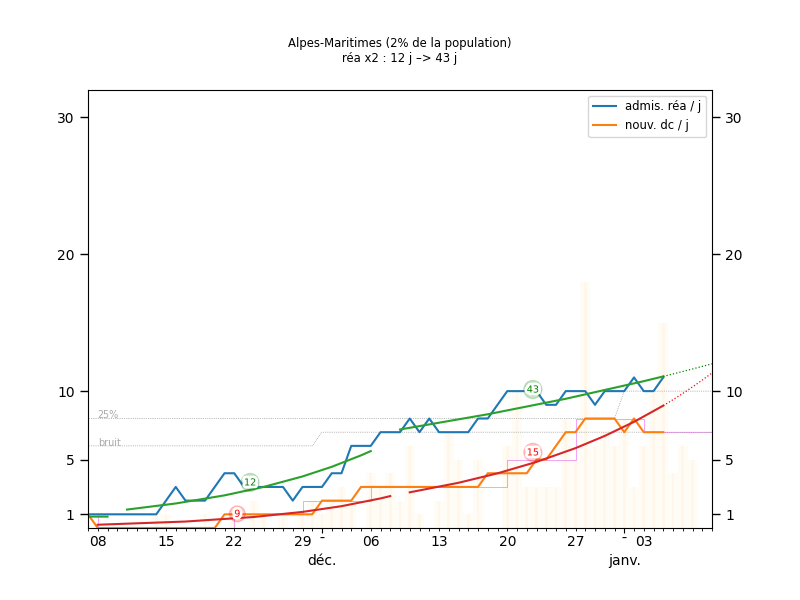 Alpes-Maritimes (2% de la population)
réa x2 : 12 j –> 43 j
admis. réa / j
nouv. dc / j
30 30
20 20
10 10
5 5
1 1
25%
bruit
43
15
12
9
08 15 22 29 - 06 13 20 27 - 03
déc. janv.